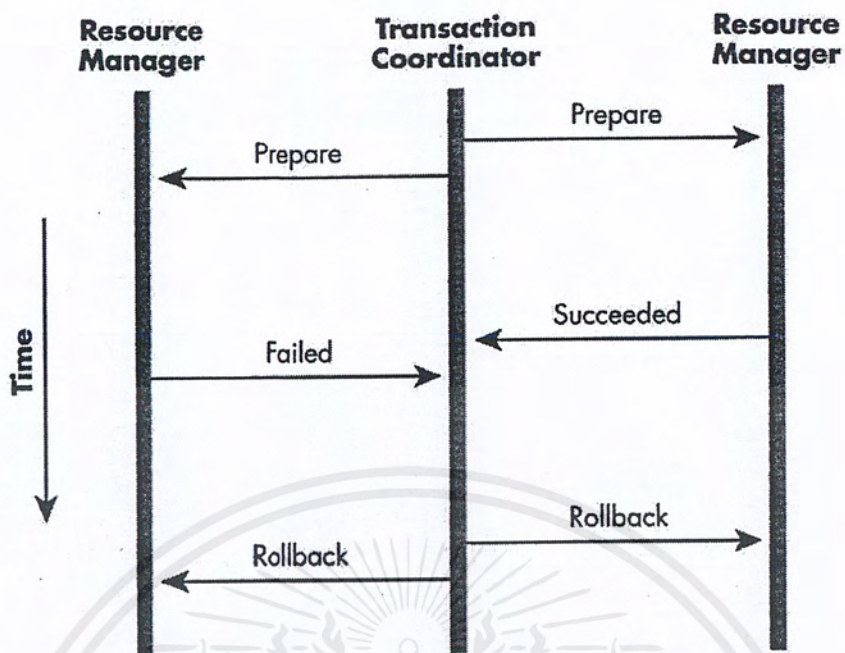 Resource
Manager
Transaction
Coordinator
Resource
Manager
Prepare
Prepare
Succeeded
Failed
Time
Rollback
Rollback